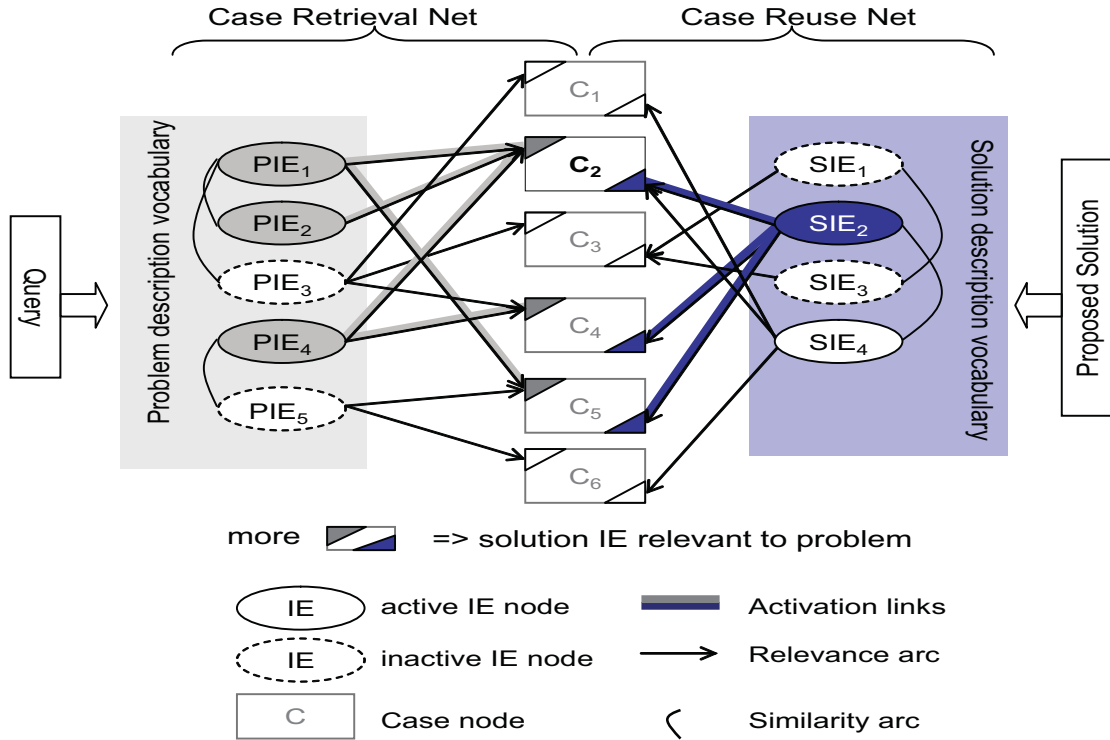 Case Retrieval Net
Case Reuse Net
Query
Problem description vocabulary
PIE1
PIE2
PIE3
PIE4
PIE5
C1
C2
C3
C4
C5
C6
SIE1
SIE2
SIE3
SIE4
Solution description vocabulary
Proposed Solution
more => solution IE relevant to problem
IE active IE node
Activation links
IE inactive IE node
Relevance arc
C Case node
Similarity arc